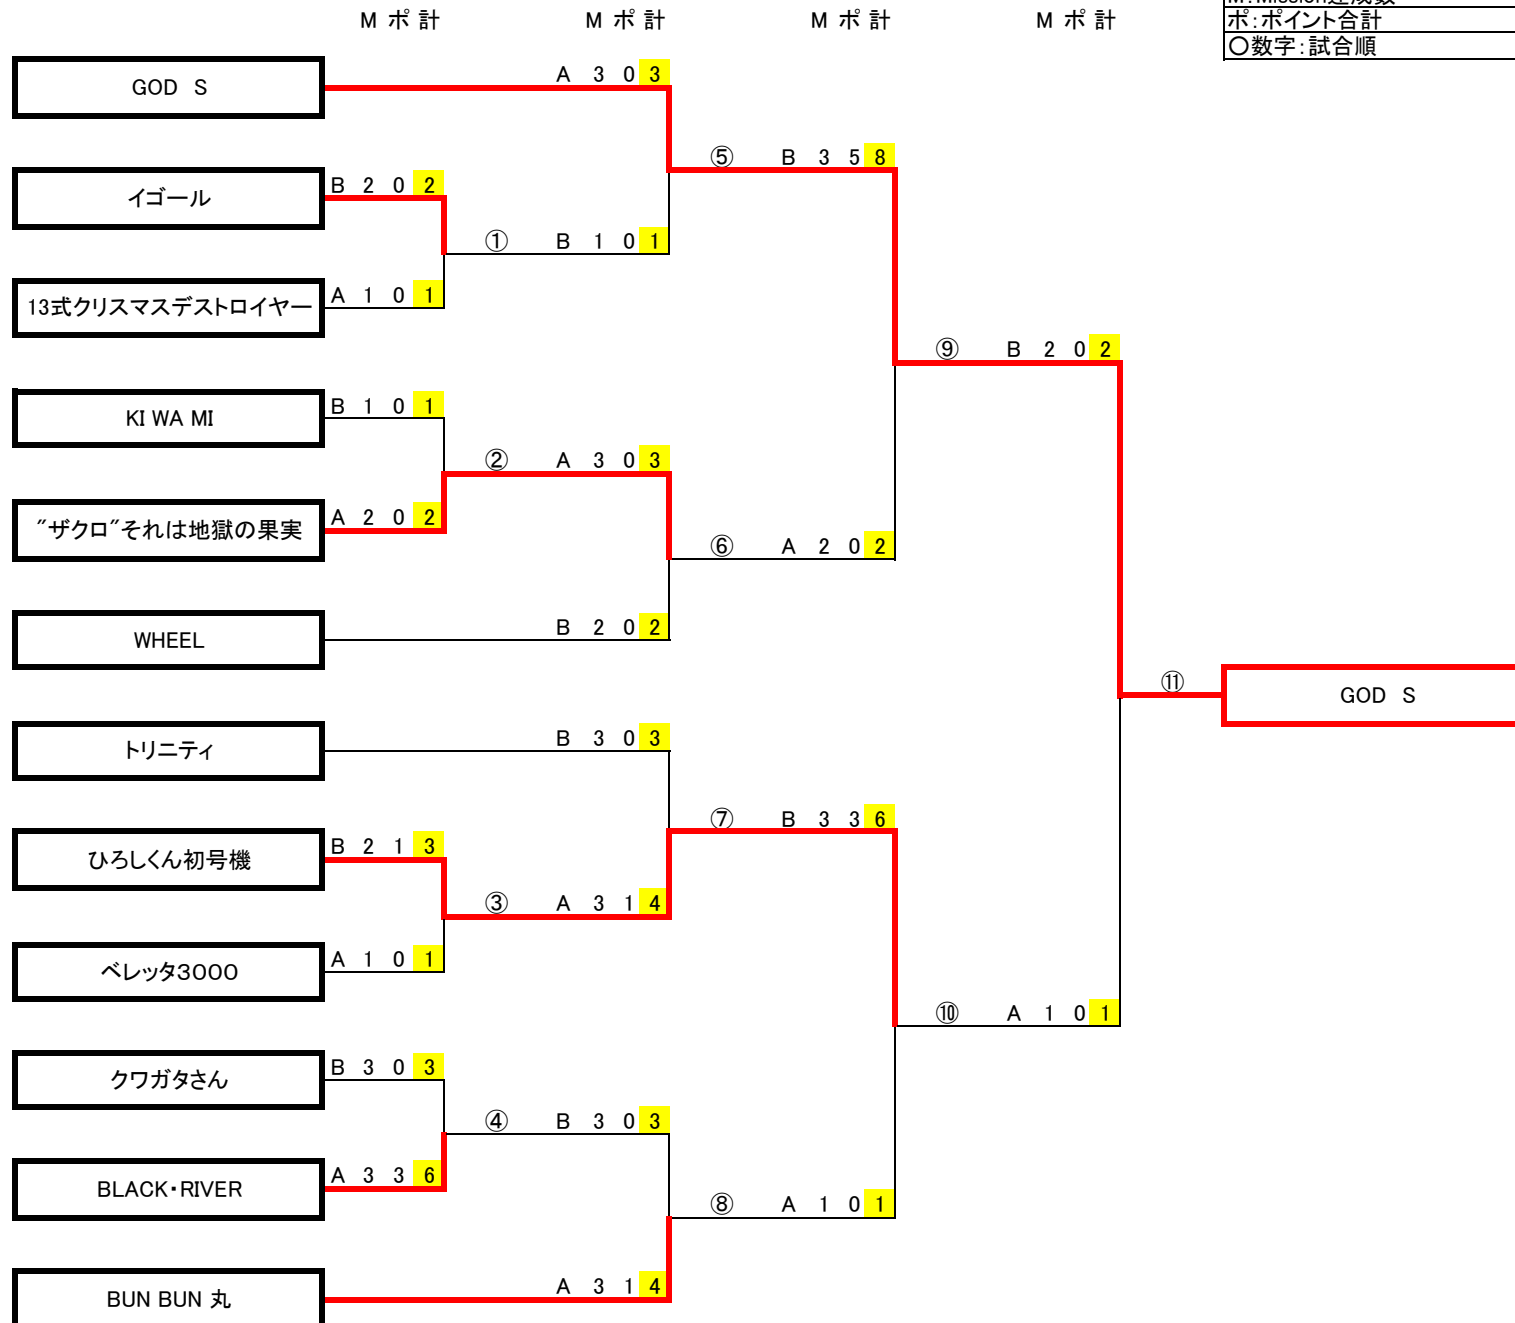 M ポ 計 M ポ 計 M ポ 計 M ポ 計
ポ：ポイント合計
〇数字：試合順
GOD S
A 3 0 3
⑤ B 3 5 8
イゴール
B 2 0 2
① B 1 0 1
13式クリスマスデストロイヤー
A 1 0 1
⑨ B 2 0 2
KI WA MI
B 1 0 1
② A 3 0 3
"ザクロ"それは地獄の果実
A 2 0 2
⑥ A 2 0 2
WHEEL
B 2 0 2
⑪
GOD S
トリニティ
B 3 0 3
⑦ B 3 3 6
ひろしくん初号機
B 2 1 3
③ A 3 1 4
ベレッタ3000
A 1 0 1
⑩ A 1 0 1
クワガタさん
B 3 0 3
④ B 3 0 3
BLACK・RIVER
A 3 3 6
⑧ A 1 0 1
BUN BUN 丸
A 3 1 4